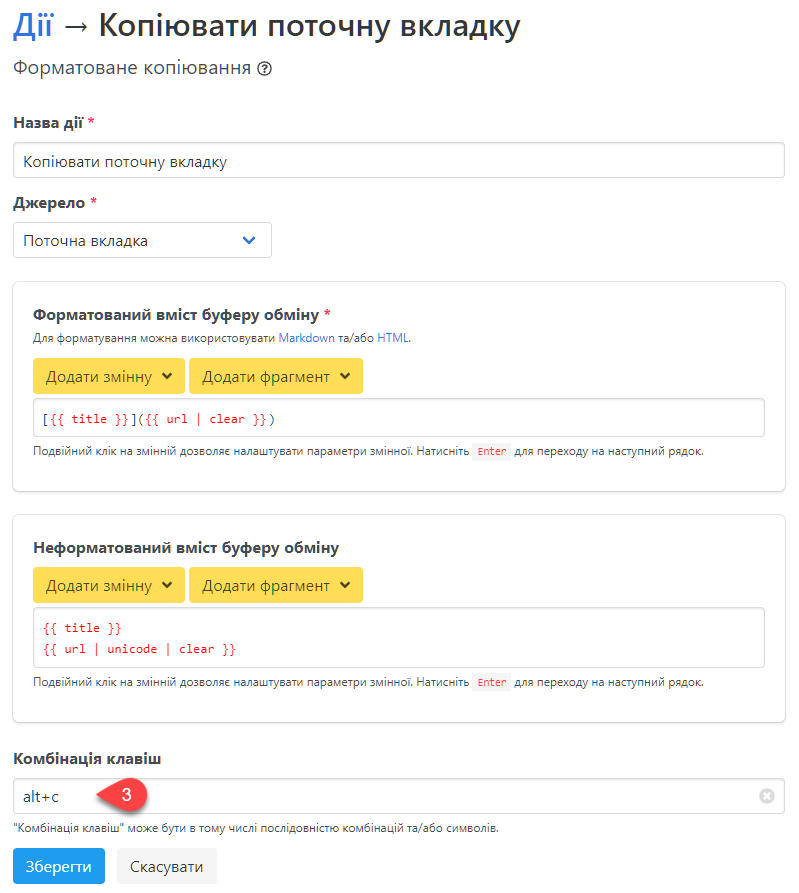 Дії → Копіювати поточну вкладку
Форматоване копіювання ?
Назва дії *
Копіювати поточну вкладку
Джерело *
Поточна вкладка
Форматований вміст буферу обміну *
Для форматування можна використовувати Markdown та/або HTML.
Додати змінну Додати фрагмент
[{{ title }}]({{ url | clear }})
Подвійний клік на змінній дозволяє налаштувати параметри змінної. Натисніть Enter для переходу на наступний рядок.
Неформатований вміст буферу обміну
Додати змінну Додати фрагмент
{{ title }}
{{ url | unicode | clear }}
Подвійний клік на змінній дозволяє налаштувати параметри змінної. Натисніть Enter для переходу на наступний рядок.
Комбінація клавіш
alt+c 3
"Комбінація клавіш" може бути в тому числі послідовністю комбінацій та/або символів.
Зберегти Скасувати